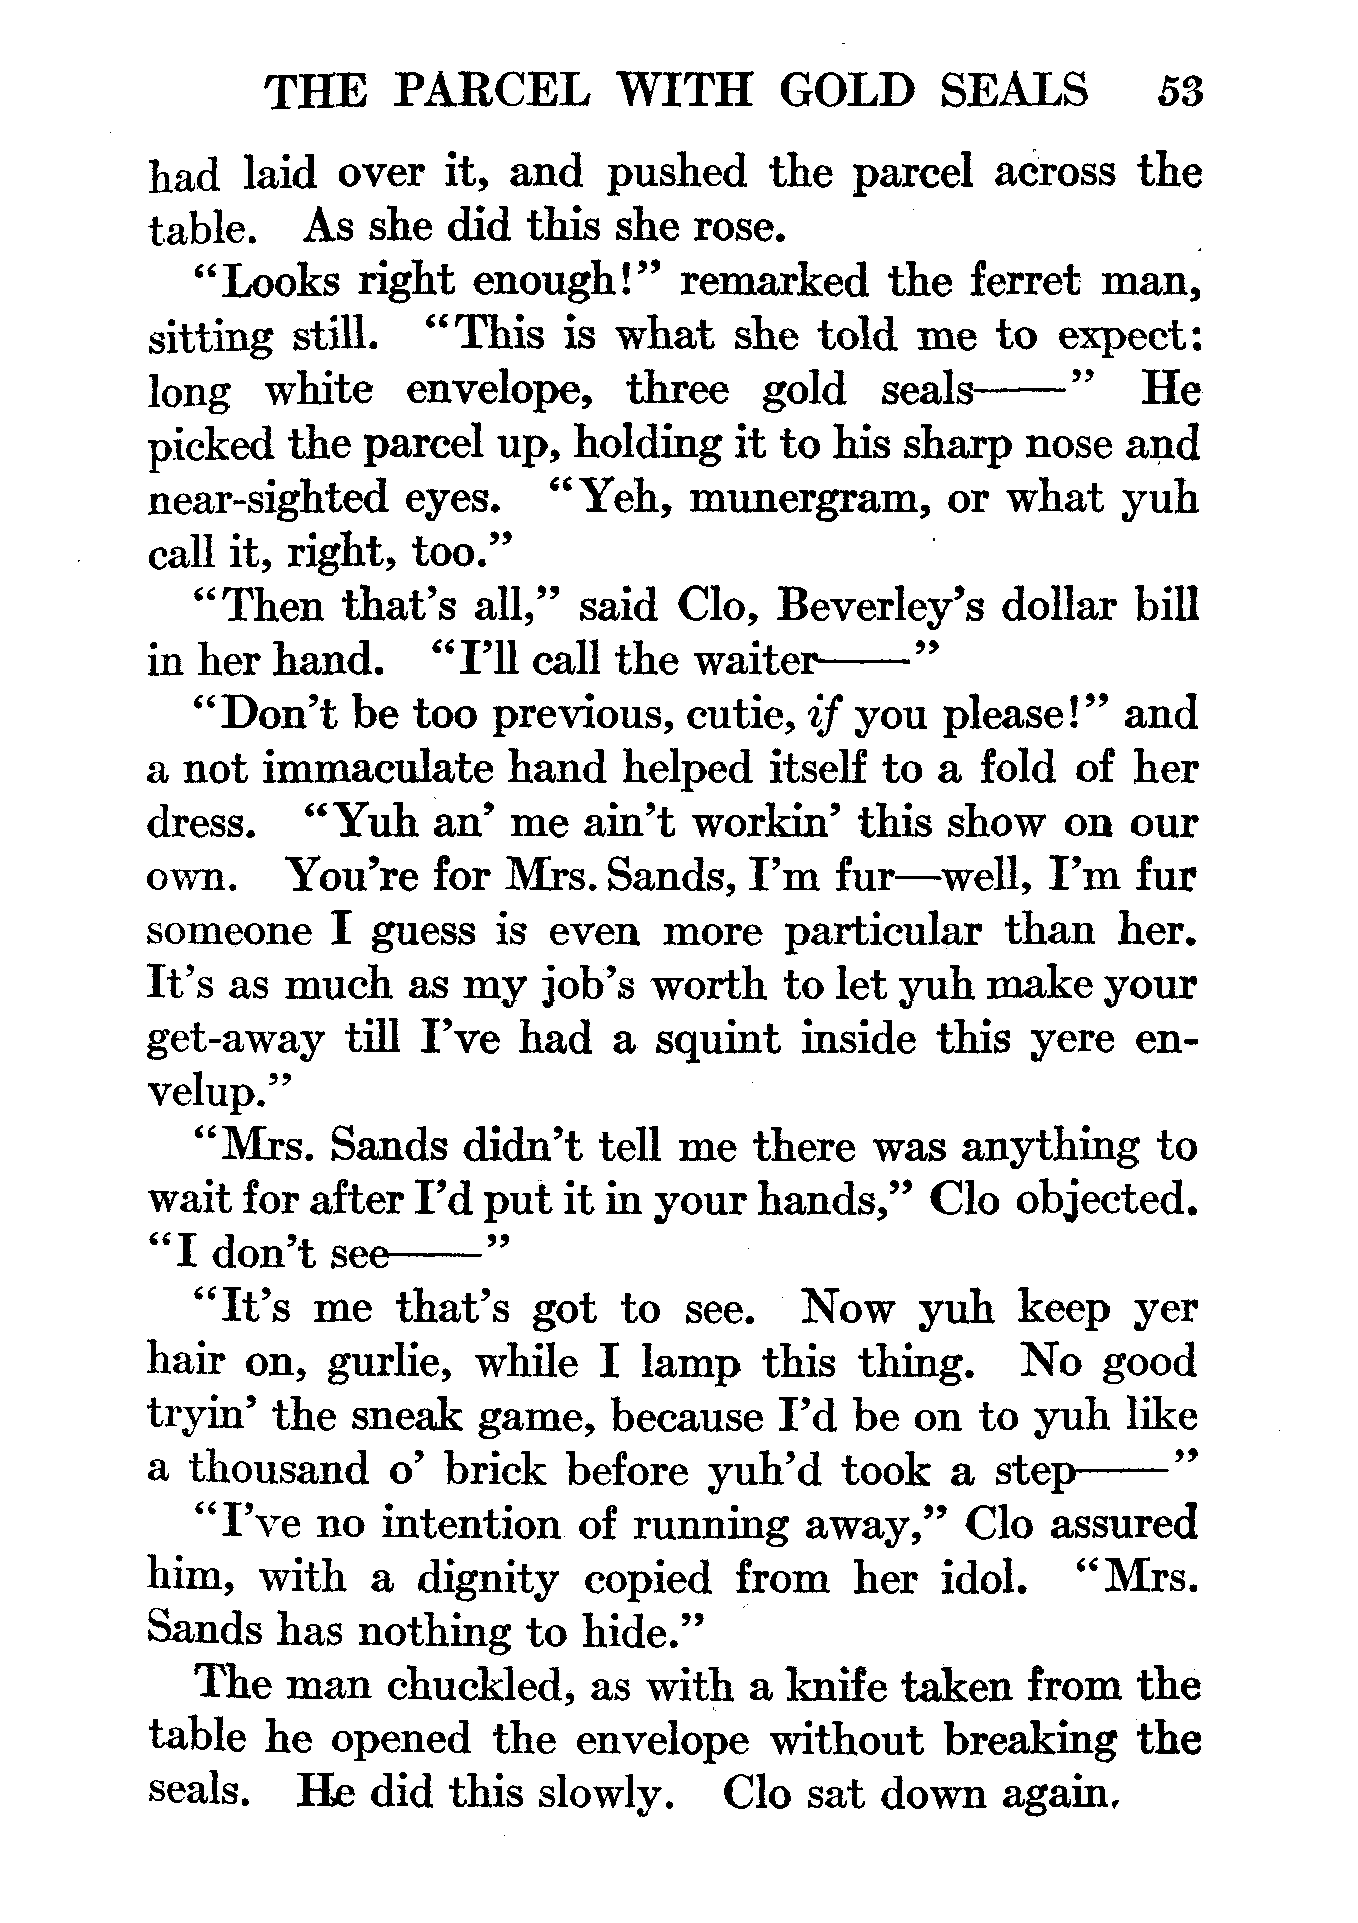 THE PARCEL WITH GOLD SEALS 53
had laid over it, and pushed the parcel across the
table. As she did this she rose.
“Looks right enough!” remarked the ferret man,
sitting still. “This is what she told me to expect:
long white envelope, three gold seals——” He
picked the parcel up, holding it to his sharp nose and
near-sighted eyes. “Yeh, munergram, or what yuh
call it, right, too.”
“Then that’s all,” said Clo, Beverley’s dollar bill
in her hand. “I’ll call the waiter——”
“Don’t be too previous, cutie, if you please!” and
a not immaculate hand helped itself to a fold of her
dress. “Yuh an’ me ain’t workin’ this show on our
own. You’re for Mrs. Sands, I’m fur—well, I’m fur
someone I guess is even more particular than her.
It’s as much as my job’s worth to let yuh make your
get-away till I’ve had a squint inside this yere en-
velup.”
“Mrs. Sands didn’t tell me there was anything to
wait for after I’d put it in your hands,” Clo objected.
“I don’t see——”
“It’s me that’s got to see. Now yuh keep yer
hair on, gurlie, while I lamp this thing. No good
tryin’ the sneak game, because I’d be on to yuh like
a thousand o’ brick before yuh’d took a step——”
“I’ve no intention of running away,” Clo assured
him, with a dignity copied from her idol. “Mrs.
Sands has nothing to hide.”
The man chuckled, as with a knife taken from the
table he opened the envelope without breaking the
seals. He did this slowly. Clo sat down again.